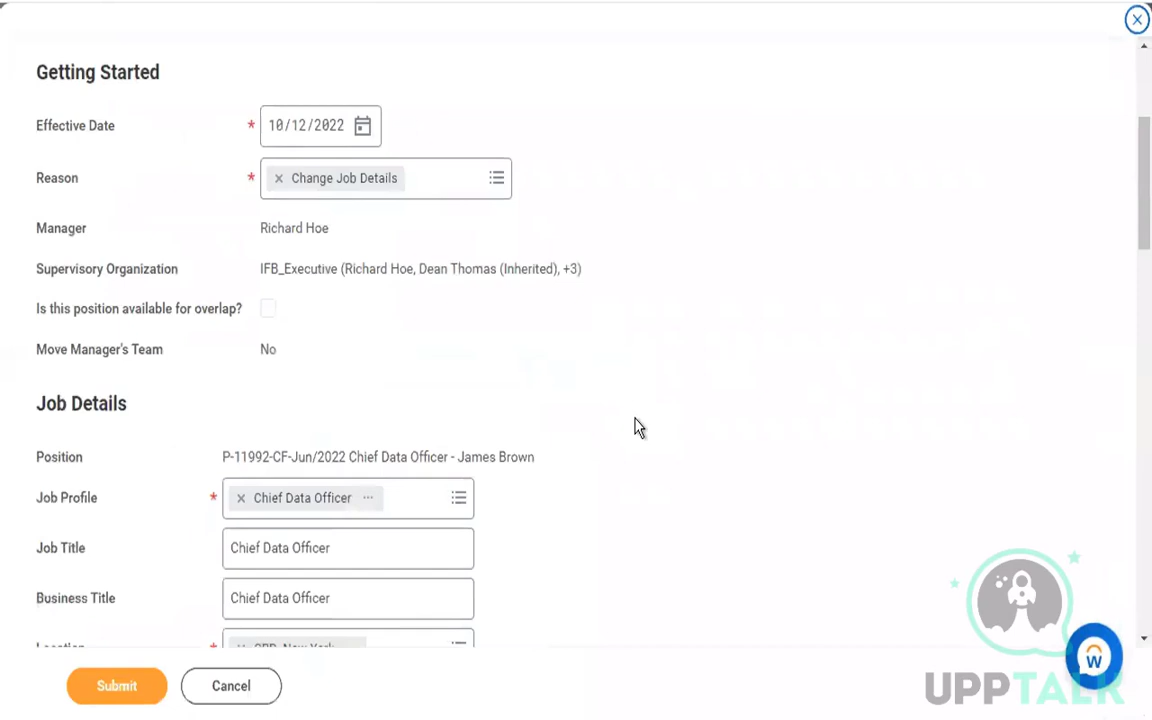 Getting Started
Effective Date * 10/12/2022
Reason * × Change Job Details
Manager Richard Hoe
Supervisory Organization IFB_Executive (Richard Hoe, Dean Thomas (Inherited), +3)
Is this position available for overlap?
Move Manager's Team No
Job Details
Position P-11992-CF-Jun/2022 Chief Data Officer - James Brown
Job Profile * × Chief Data Officer ...
Job Title Chief Data Officer
Business Title Chief Data Officer
Location *
Submit Cancel
W
UPPTALK